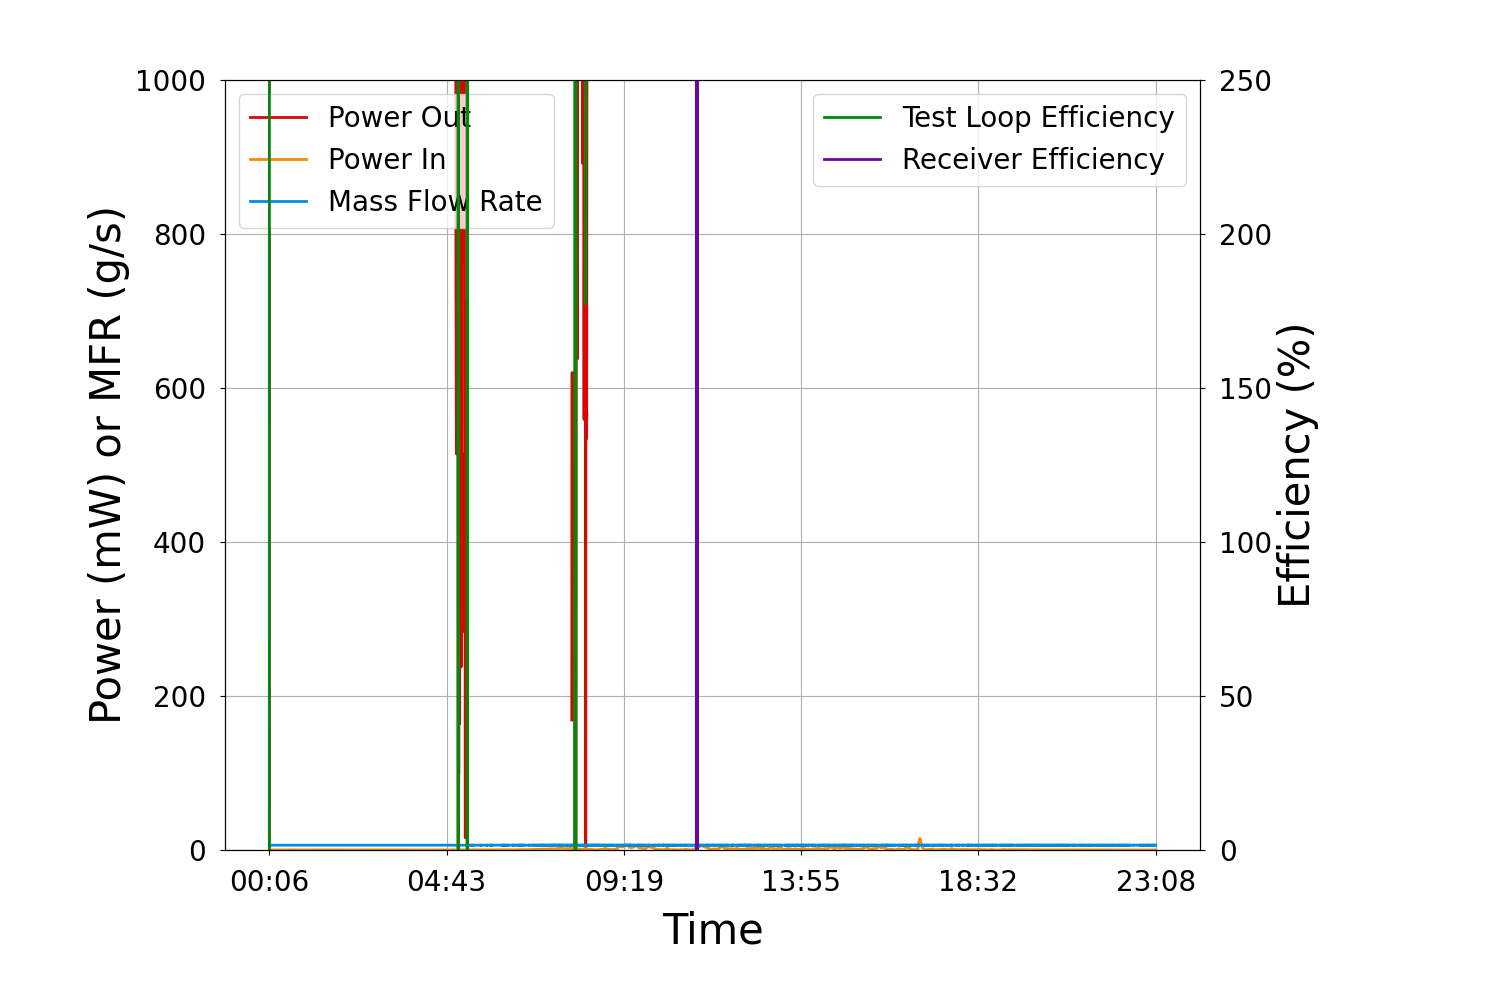 1000
800
600
400
200
0
Power (mW) or MFR (g/s)
Power Out
Power In
Mass Flow Rate
Test Loop Efficiency
Receiver Efficiency
250
200
150
100
50
0
Efficiency (%)
00:06 04:43 09:19 13:55 18:32 23:08
Time